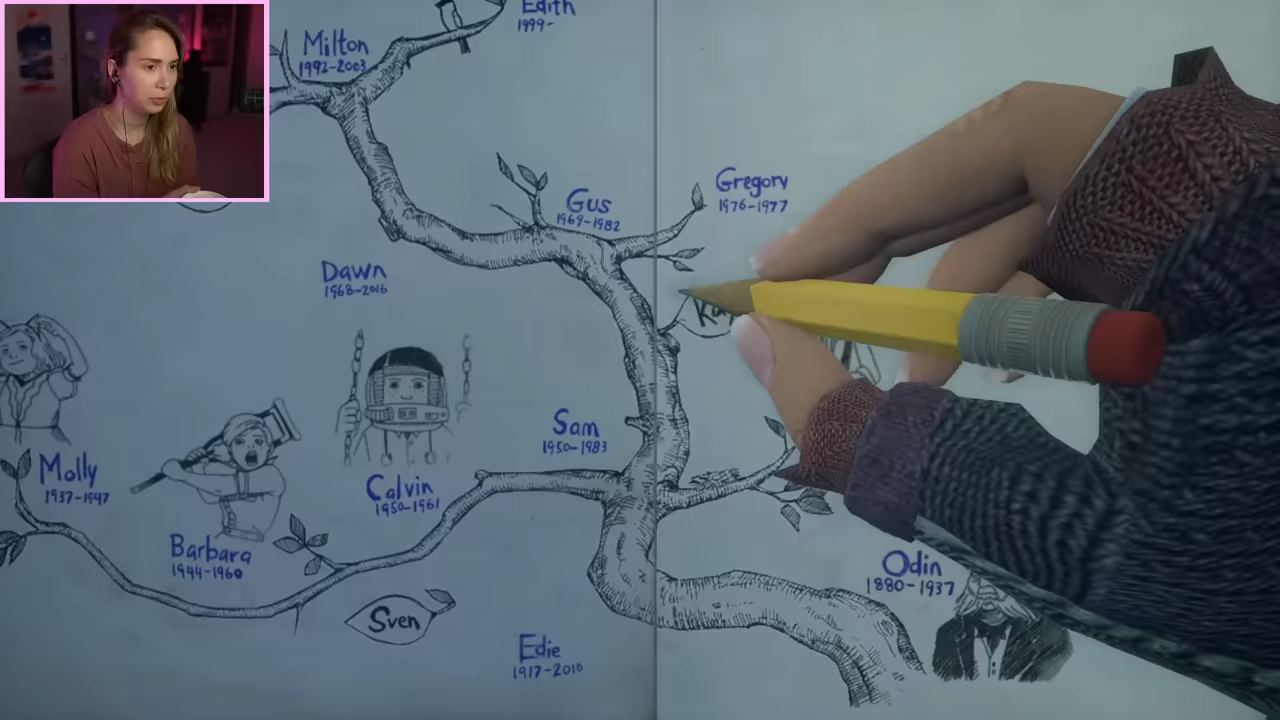 Edith
1999-
Milton
1992-2003
Gregory
1976-1977
Gus
1969-1982
Dawn
1968-2016
Sam
1950-1983
Molly
1937-1947
Calvin
1950-1961
Barbara
1944-1960
Odin
1880-1937
Sven
Edie
1917-2010